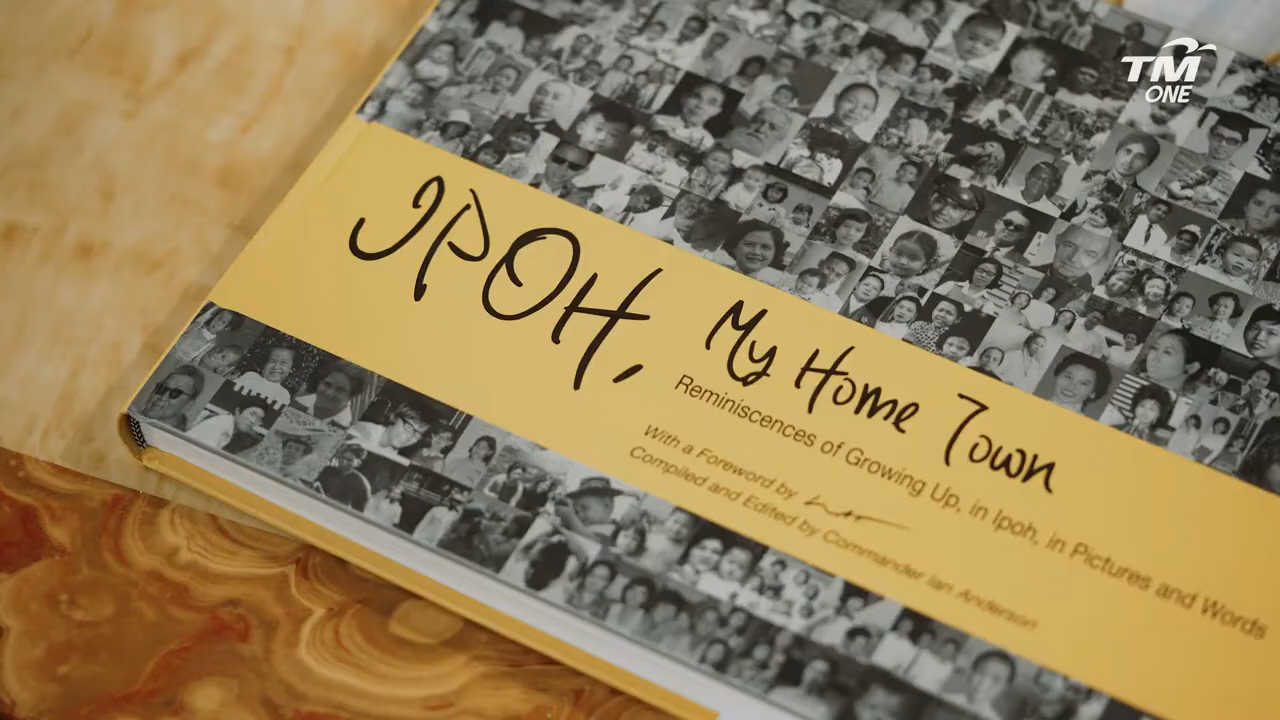 TM
ONE
IPOH, My Home Town
Reminiscences of Growing Up, in Ipoh, in Pictures and Words
With a Foreword by
Compiled and Edited by Commander Ian Anderson